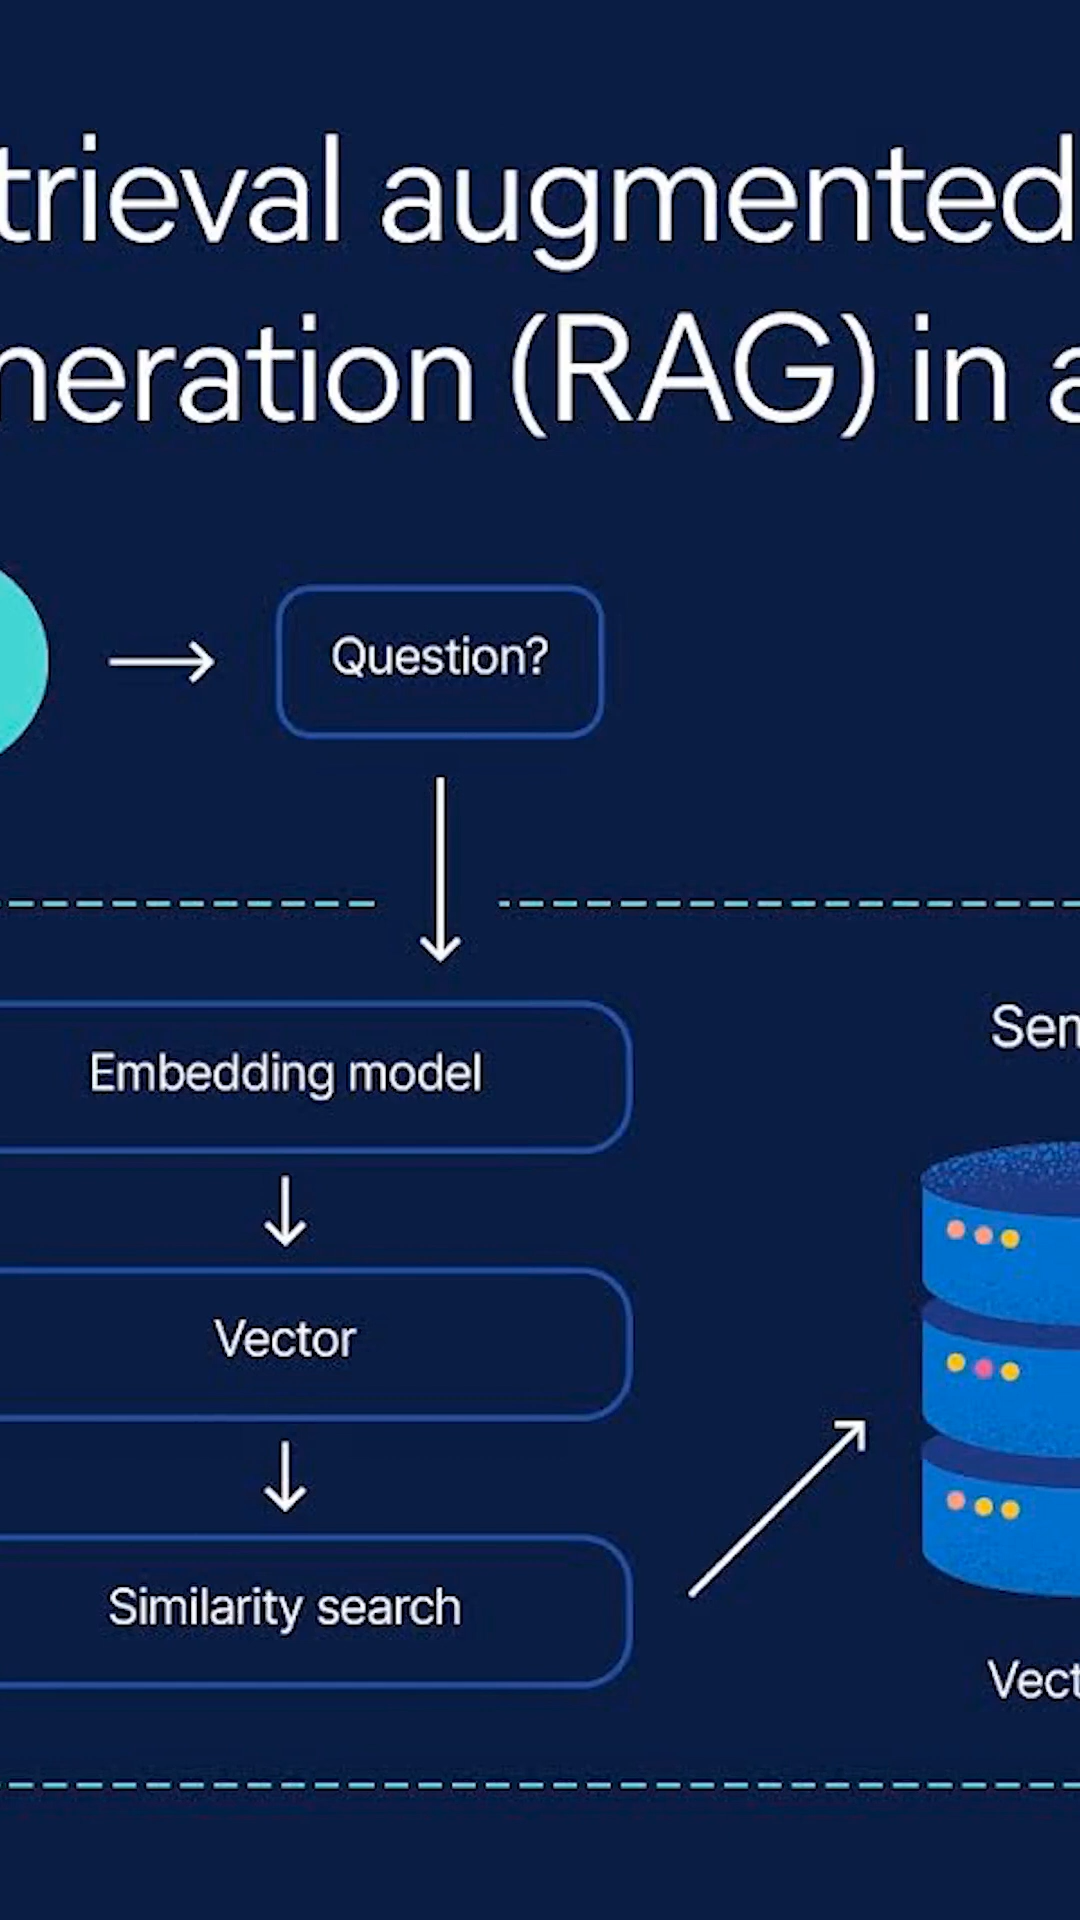 trieval augmented
neration (RAG) in a
Question?
Embedding model
Sen
Vector
Similarity search
Vect